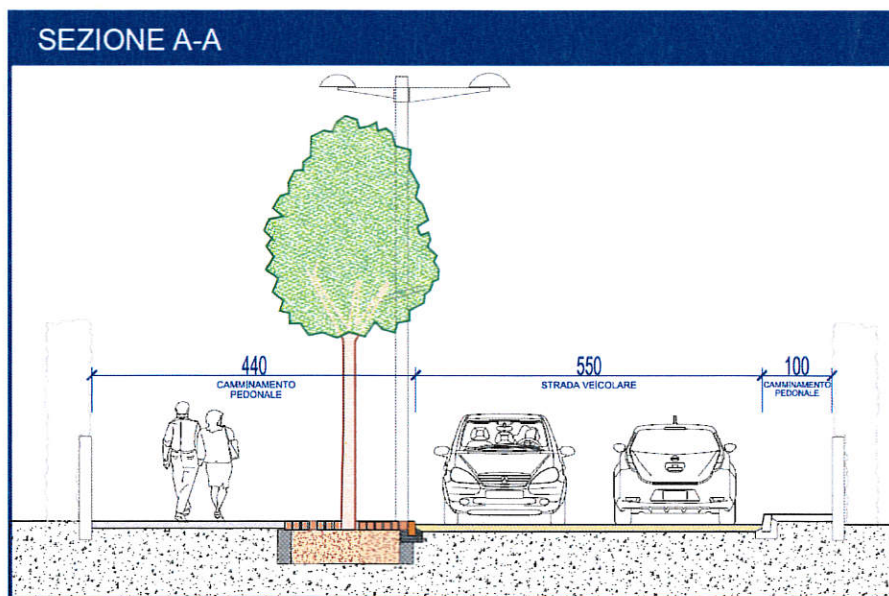 SEZIONE A-A
440
CAMMINAMENTO
PEDONALE
550
STRADA VEICOLARE
100
CAMMINAMENTO
PEDONALE